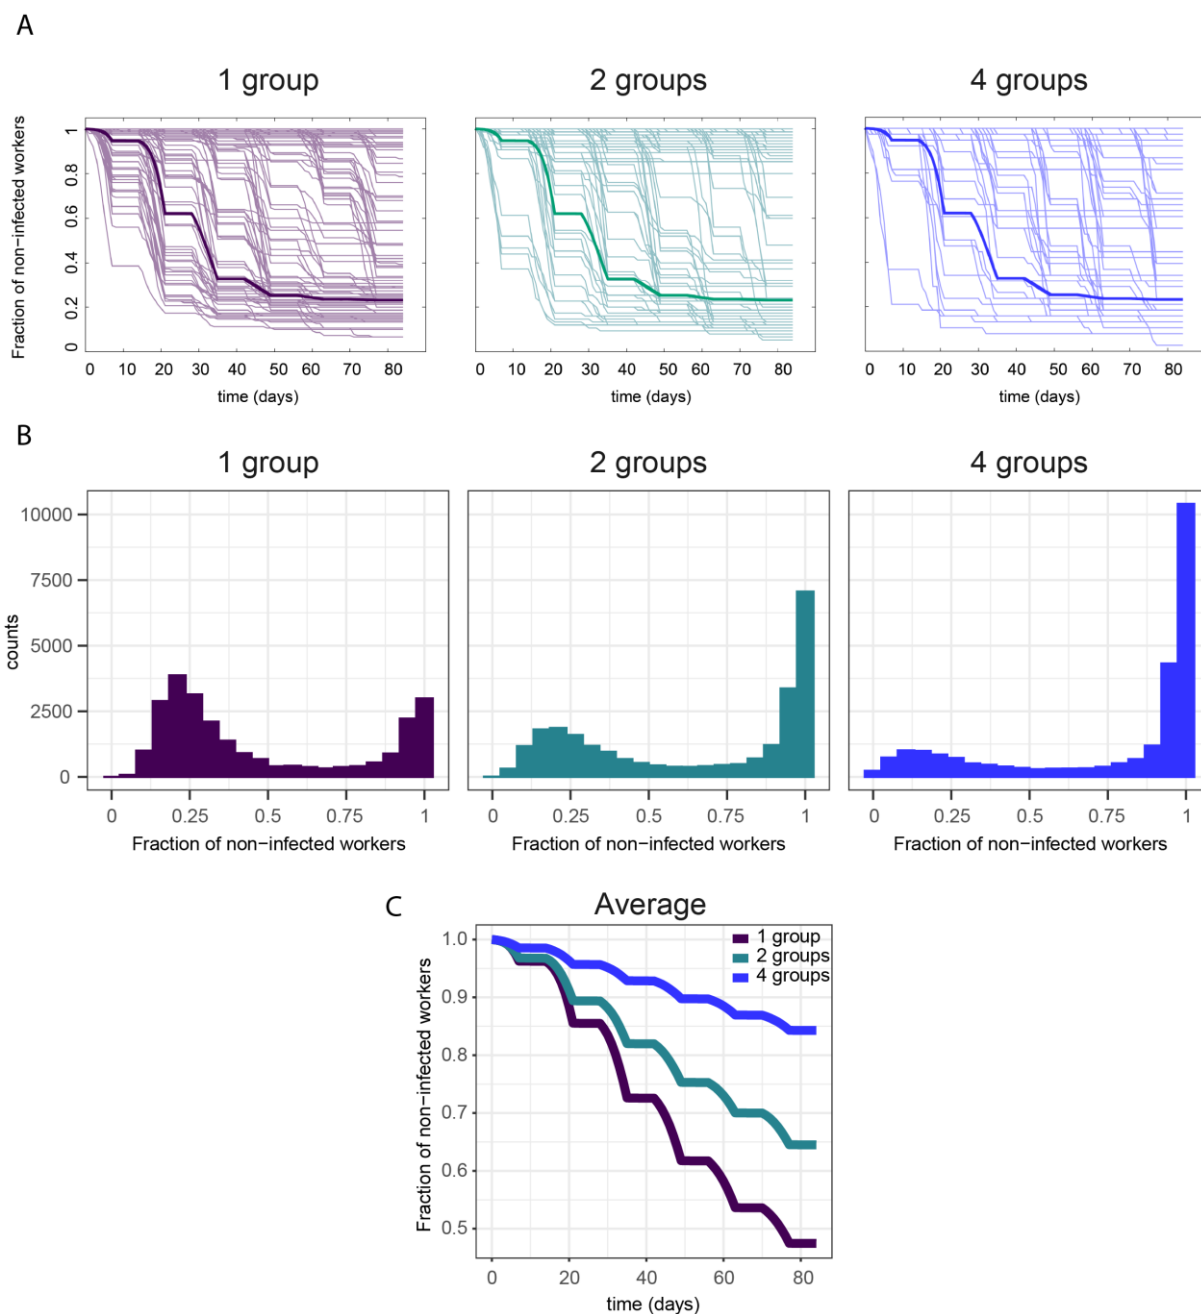 A
1 group
2 groups
4 groups
Fraction of non-infected workers
1
0.8
0.6
0.4
0.2
0
0 10 20 30 40 50 60 70 80
0 10 20 30 40 50 60 70 80
0 10 20 30 40 50 60 70 80
time (days)
time (days)
time (days)
B
1 group
2 groups
4 groups
counts
10000
7500
5000
2500
0
0 0.25 0.5 0.75 1
0 0.25 0.5 0.75 1
0 0.25 0.5 0.75 1
Fraction of non−infected workers
Fraction of non−infected workers
Fraction of non−infected workers
C
Average
1 group
2 groups
4 groups
Fraction of non−infected workers
1.0
0.9
0.8
0.7
0.6
0.5
0 20 40 60 80
time (days)